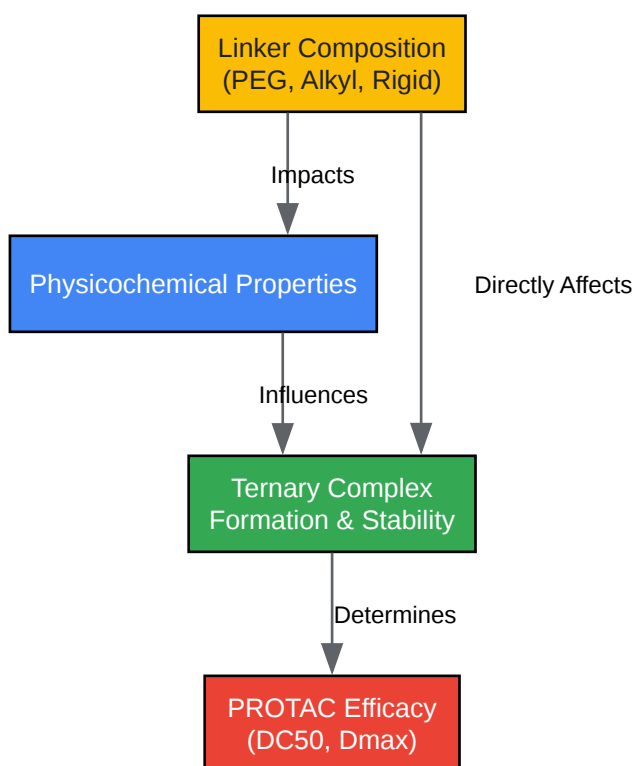 Linker Composition
(PEG, Alkyl, Rigid)
Impacts
Physicochemical Properties
Directly Affects
Influences
Ternary Complex
Formation & Stability
Determines
PROTAC Efficacy
(DC50, Dmax)